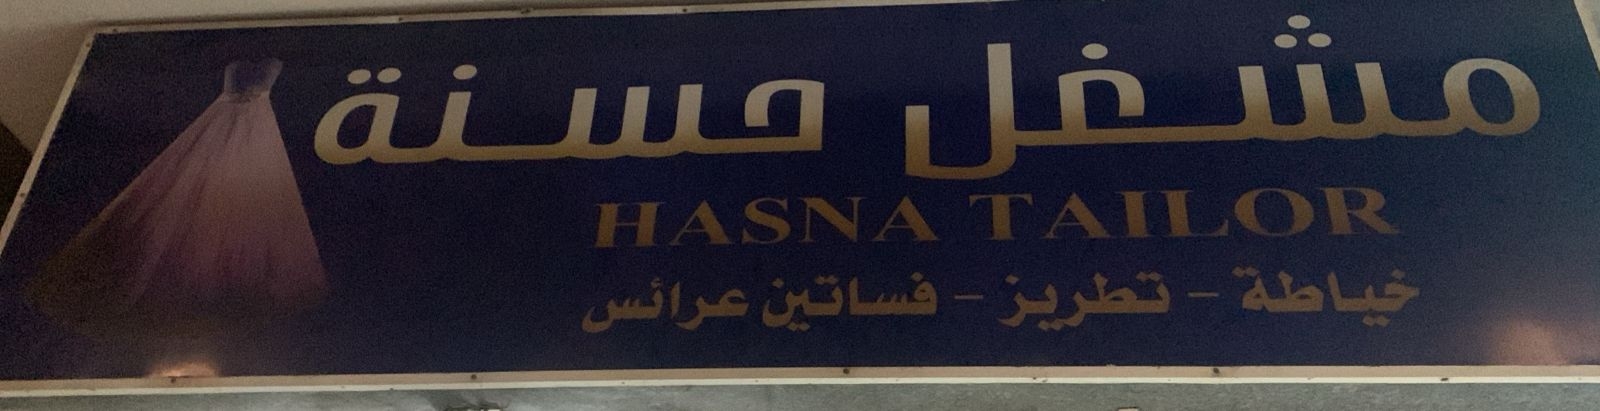 مشغل حسنة
HASNA TAILOR
خياطة - تطريز - فساتين عرائس